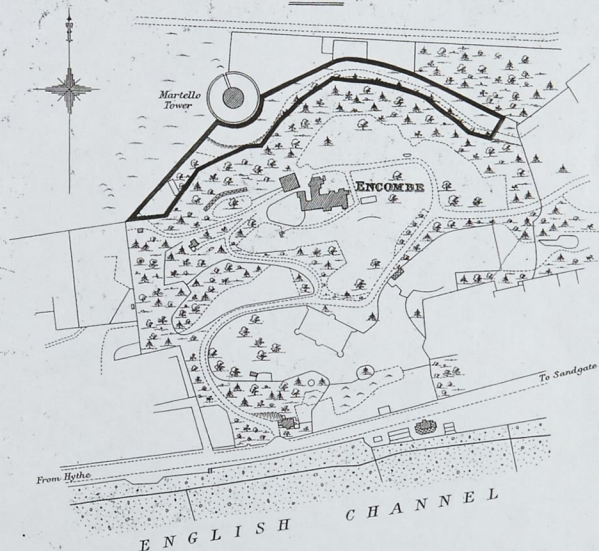 Martello
Tower
ENCOMBE
To Sandgate
From Hythe
ENGLISH CHANNEL